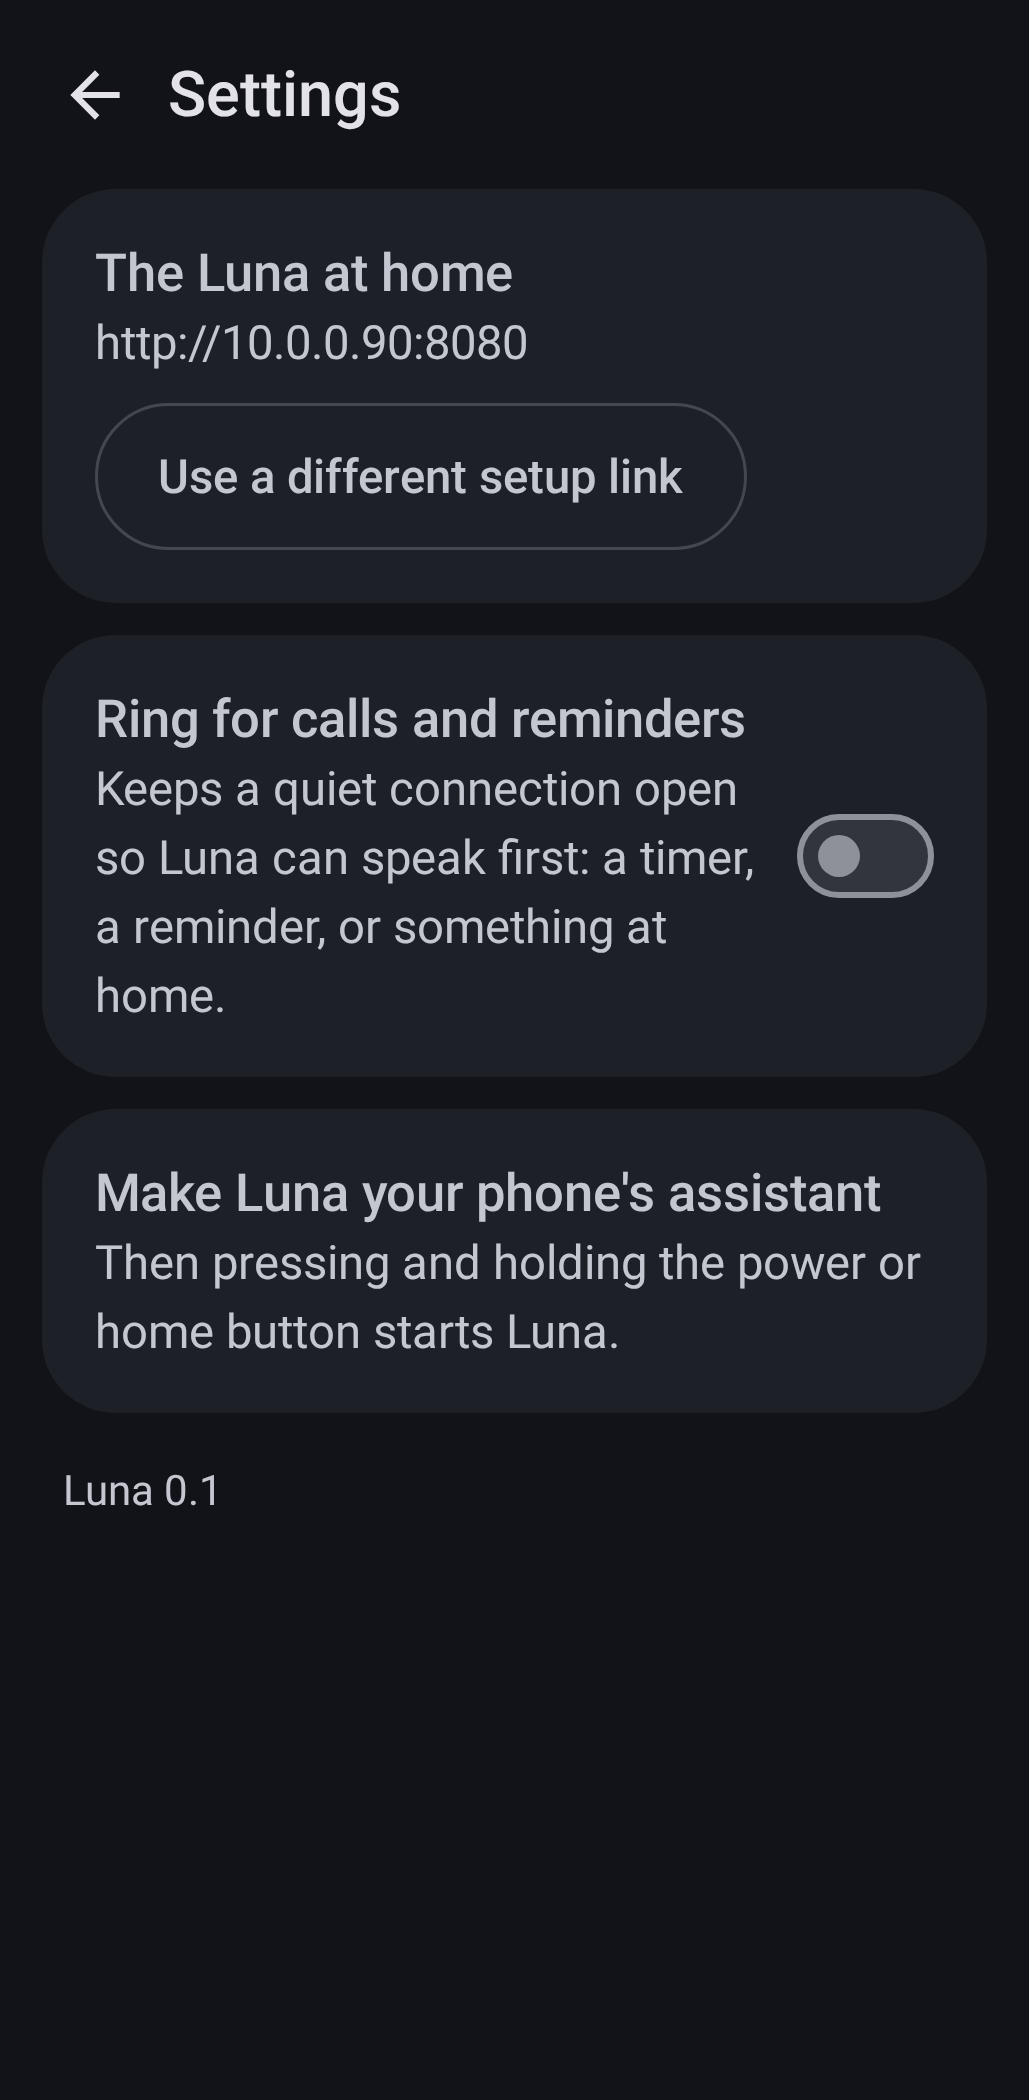 Settings
The Luna at home
http://10.0.0.90:8080
Use a different setup link
Ring for calls and reminders
Keeps a quiet connection open
so Luna can speak first: a timer,
a reminder, or something at
home.
Make Luna your phone's assistant
Then pressing and holding the power or
home button starts Luna.
Luna 0.1